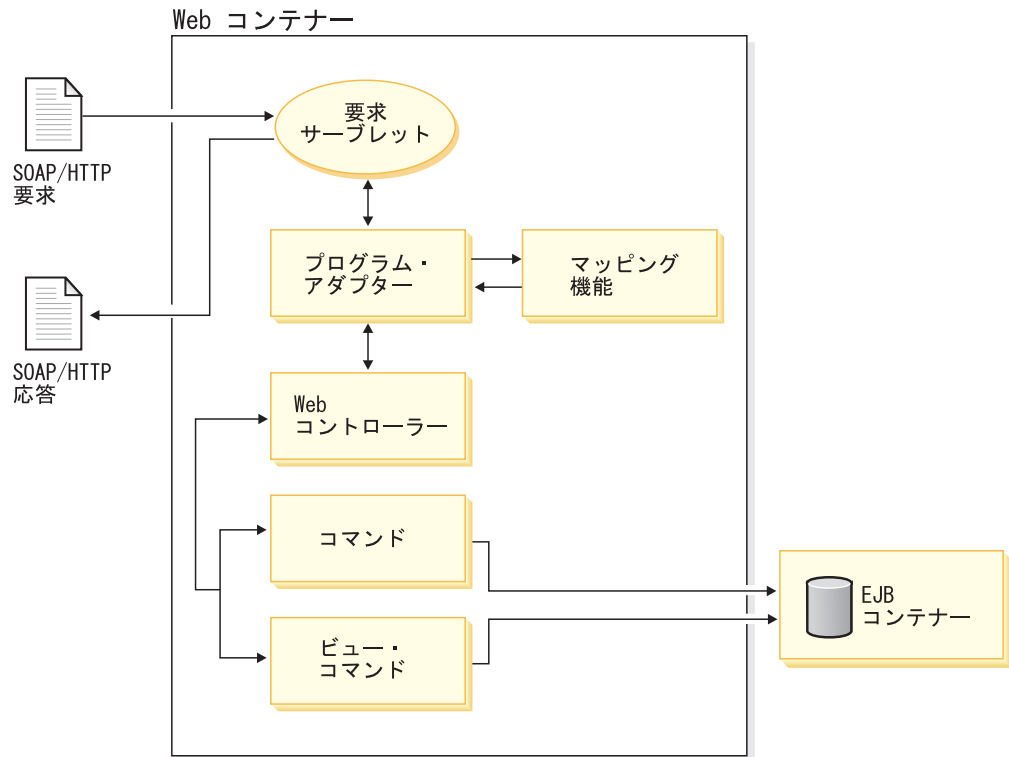 Web コンテナー
要求
サーブレット
SOAP/HTTP
要求
プログラム・
アダプター
マッピング
機能
SOAP/HTTP
応答
Web
コントローラー
コマンド
EJB
コンテナー
ビュー・
コマンド